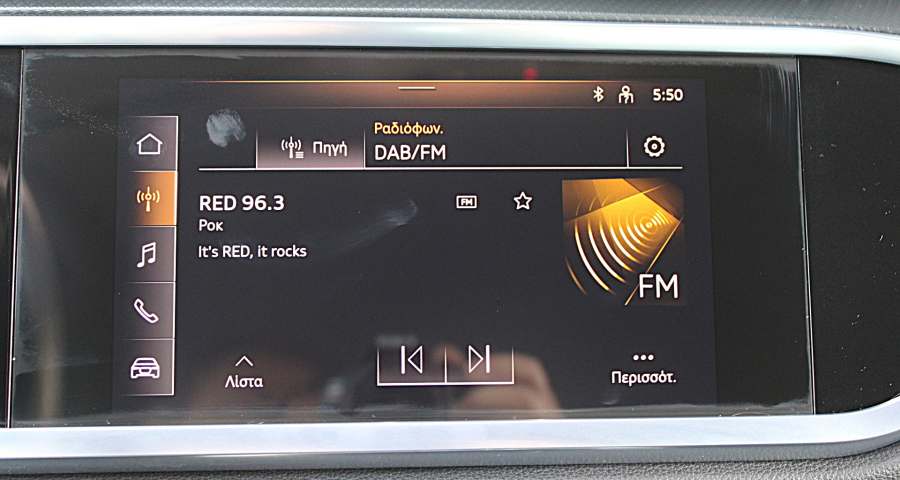 5:50
Πηγή
Ραδιόφων.
DAB/FM
RED 96.3
FM
Ροκ
It's RED, it rocks
FM
Λίστα
Περισσότ.